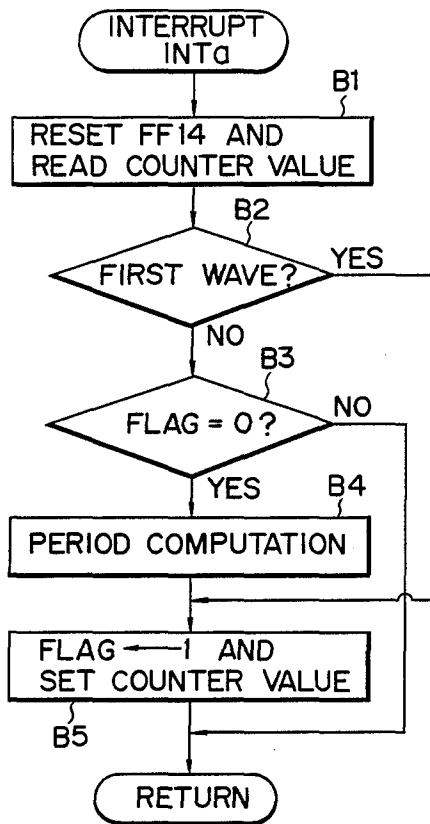 INTERRUPT
INTa
B1
RESET FF14 AND
READ COUNTER VALUE
B2
FIRST WAVE?
YES
NO
B3
FLAG = 0?
NO
YES
B4
PERIOD COMPUTATION
FLAG ← 1 AND
SET COUNTER VALUE
B5
RETURN